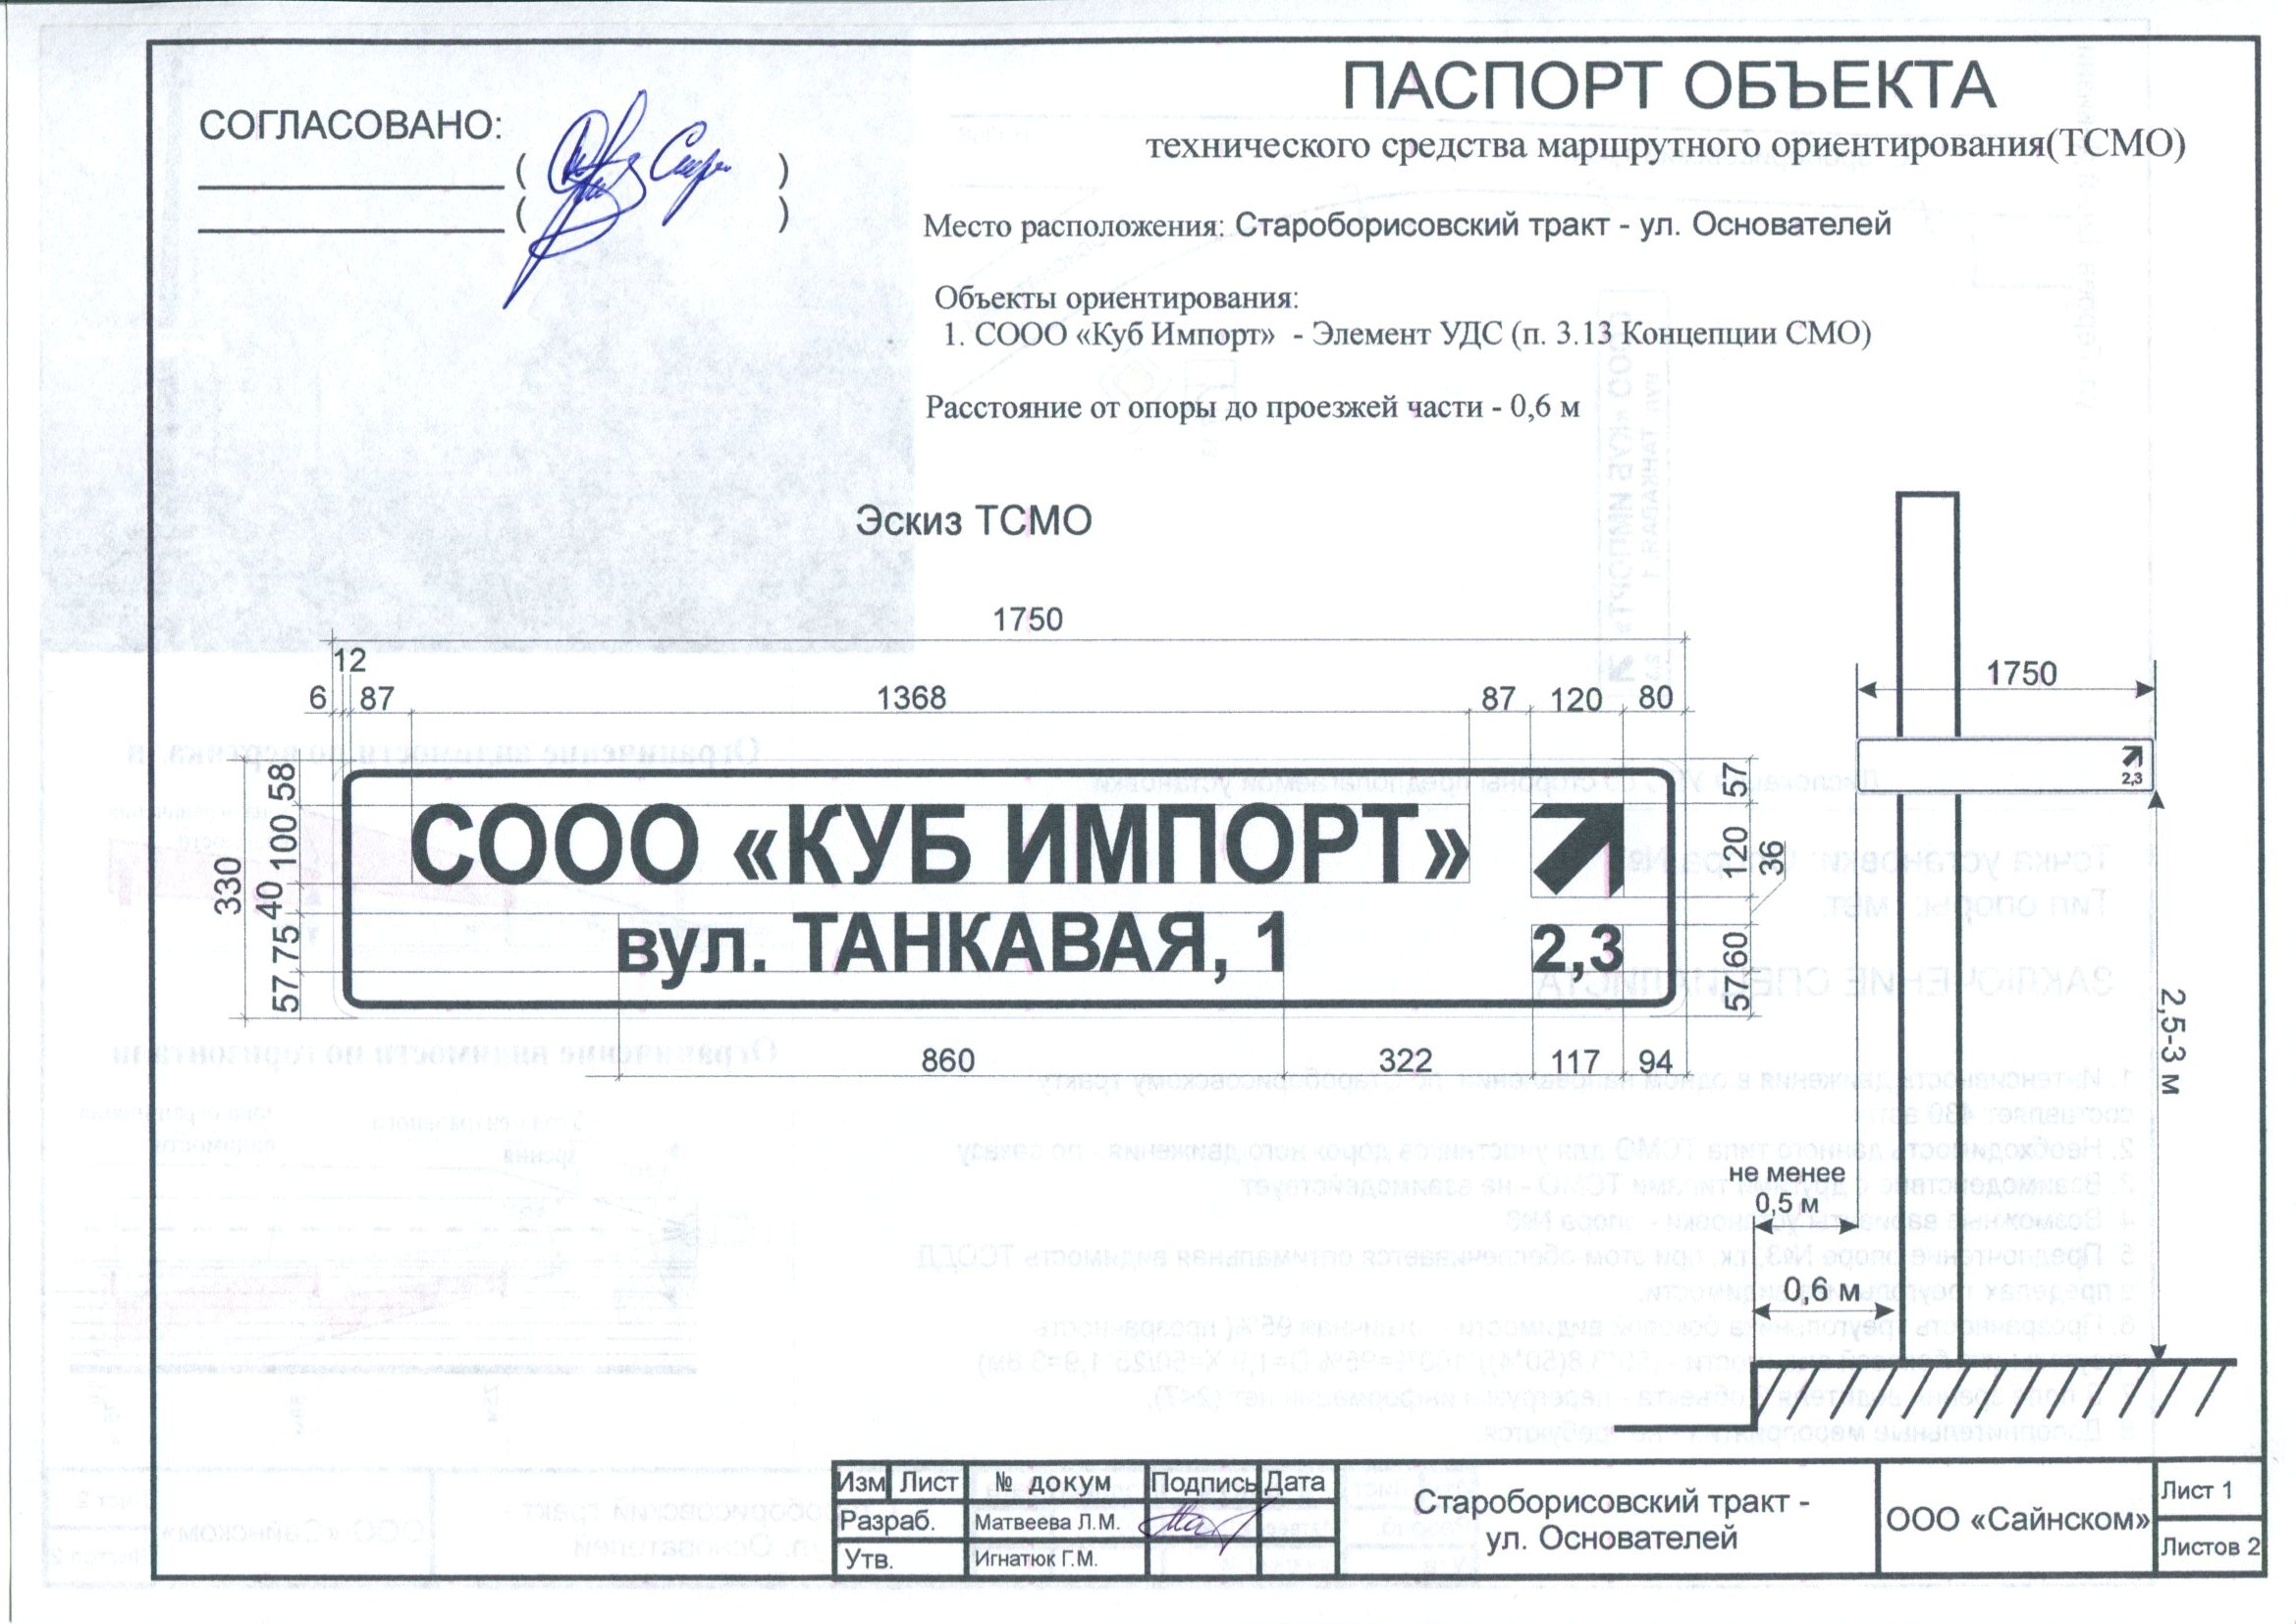 СОГЛАСОВАНО:
( )
( )
ПАСПОРТ ОБЪЕКТА
технического средства маршрутного ориентирования(ТСМО)
Место расположения: Староборисовский тракт - ул. Основателей
Объекты ориентирования:
1. СООО «Куб Импорт» - Элемент УДС (п. 3.13 Концепции СМО)
Расстояние от опоры до проезжей части - 0,6 м
Эскиз ТСМО
1750
12
6 87 1368 87 120 80
330
58
100
40
75
57
СООО «КУБ ИМПОРТ»
вул. ТАНКАВАЯ, 1
2,3
57
120
36
60
57
860 322 117 94
1750
2,3
2,5-3 м
не менее
0,5 м
0,6 м
Изм Лист № докум Подпись Дата
Разраб. Матвеева Л.М.
Утв. Игнатюк Г.М.
Староборисовский тракт -
ул. Основателей
ООО «Сайнском»
Лист 1
Листов 2